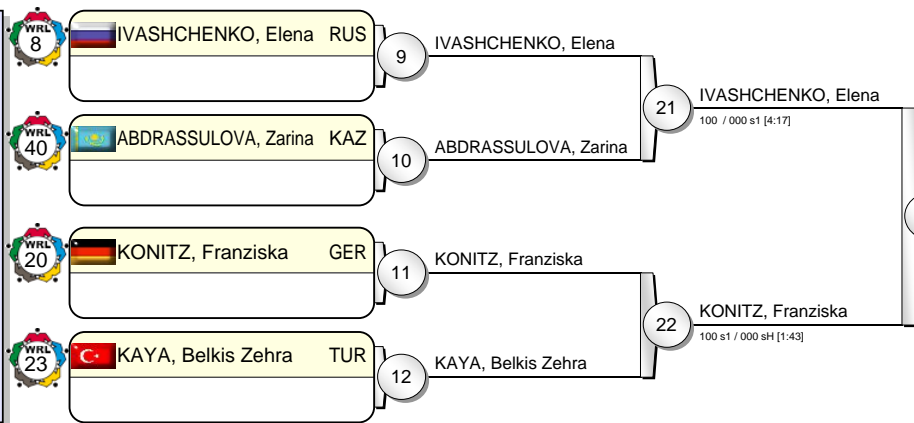 WRL
8
IVASHCHENKO, Elena RUS
9
IVASHCHENKO, Elena
21
IVASHCHENKO, Elena
100 / 000 s1 [4:17]
WRL
40
ABDRASSULOVA, Zarina KAZ
10
ABDRASSULOVA, Zarina
WRL
20
KONITZ, Franziska GER
11
KONITZ, Franziska
22
KONITZ, Franziska
100 s1 / 000 sH [1:43]
WRL
23
KAYA, Belkis Zehra TUR
12
KAYA, Belkis Zehra